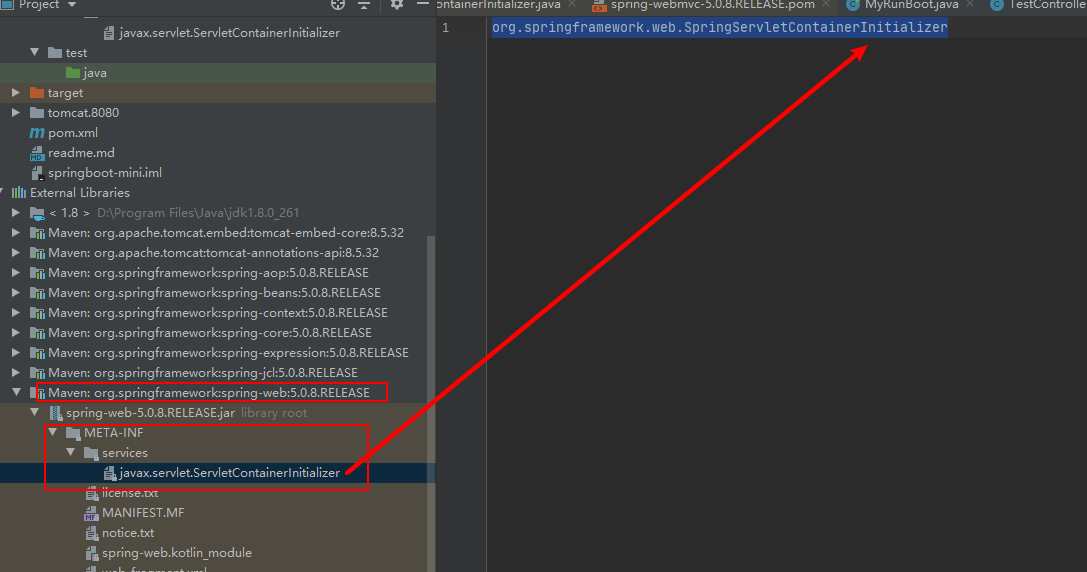 Project
ontainerInitializer.java
spring-webmvc-5.0.8.RELEASE.pom
MyRunBoot.java
TestControlle
javax.servlet.ServletContainerInitializer
1 org.springframework.web.SpringServletContainerInitializer
test
java
target
tomcat.8080
pom.xml
readme.md
springboot-mini.iml
External Libraries
< 1.8 > D:\Program Files\Java\jdk1.8.0_261
Maven: org.apache.tomcat.embed:tomcat-embed-core:8.5.32
Maven: org.apache.tomcat:tomcat-annotations-api:8.5.32
Maven: org.springframework:spring-aop:5.0.8.RELEASE
Maven: org.springframework:spring-beans:5.0.8.RELEASE
Maven: org.springframework:spring-context:5.0.8.RELEASE
Maven: org.springframework:spring-core:5.0.8.RELEASE
Maven: org.springframework:spring-expression:5.0.8.RELEASE
Maven: org.springframework:spring-jcl:5.0.8.RELEASE
Maven: org.springframework:spring-web:5.0.8.RELEASE
spring-web-5.0.8.RELEASE.jar library root
META-INF
services
javax.servlet.ServletContainerInitializer
license.txt
MANIFEST.MF
notice.txt
spring-web.kotlin_module
web-fragment.xml